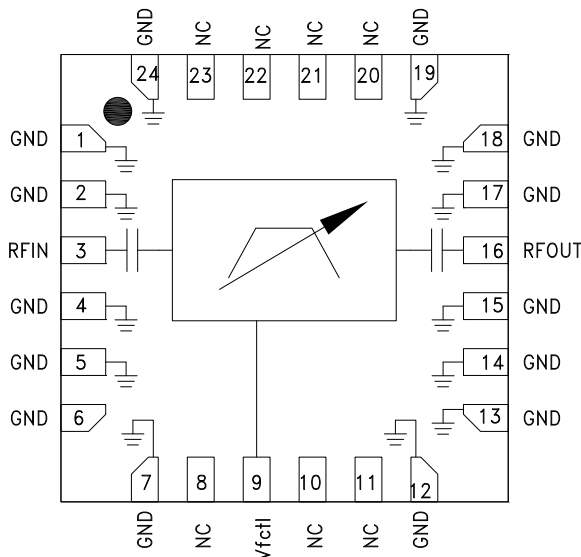 GND NC NC NC NC GND
24 23 22 21 20 19
GND 1 18 GND
GND 2 17 GND
RFIN 3 16 RFOUT
GND 4 15 GND
GND 5 14 GND
GND 6 13 GND
7 8 9 10 11 12
GND NC Vfctl NC NC GND